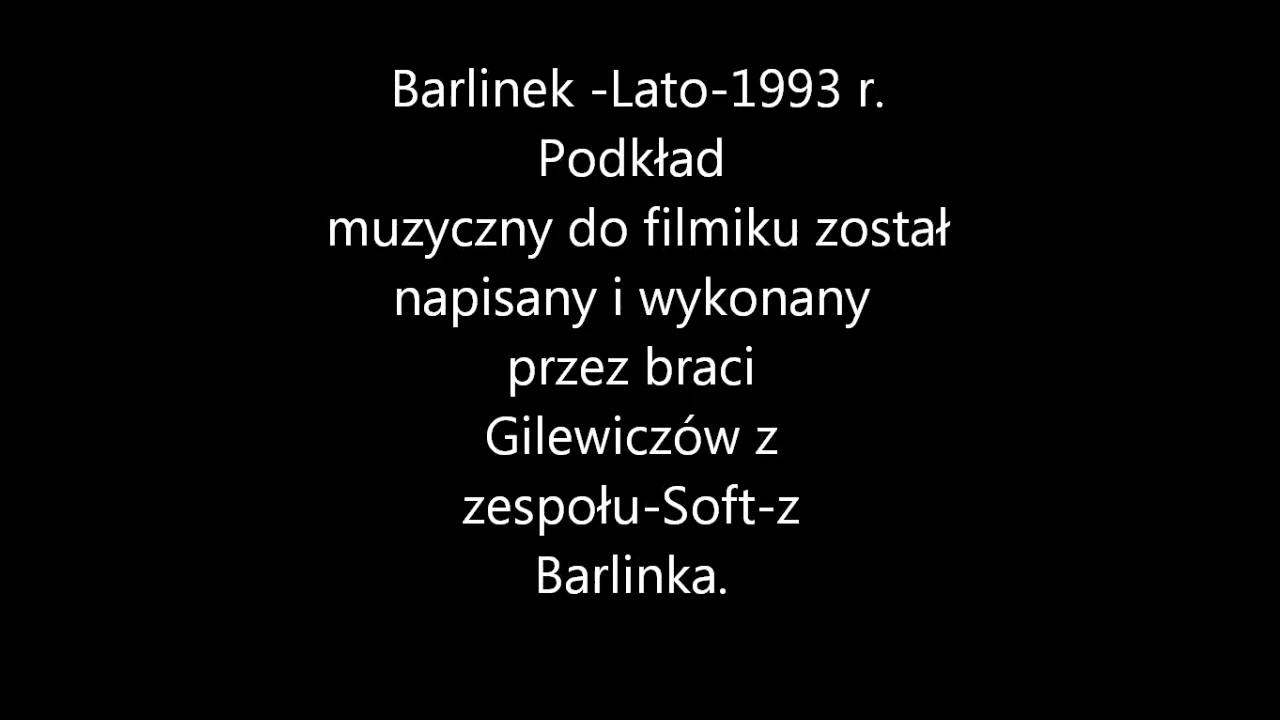 Barlinek -Lato-1993 r.
Podkład
muzyczny do filmiku został
napisany i wykonany
przez braci
Gilewiczów z
zespołu-Soft-z
Barlinka.